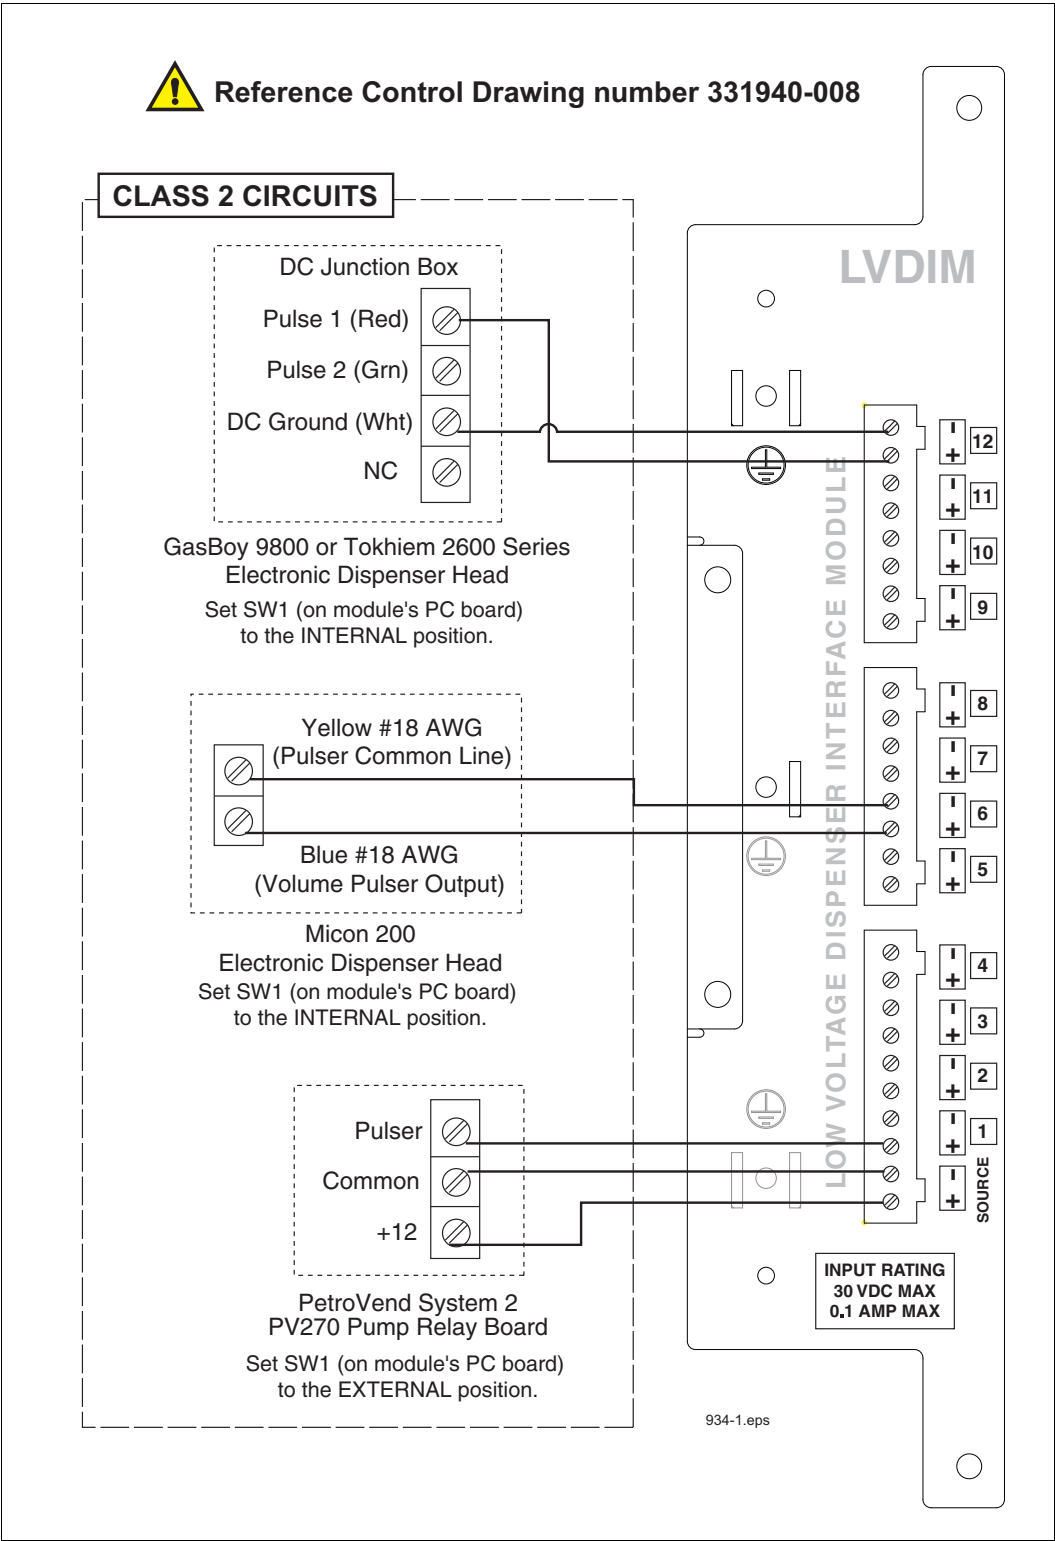 Reference Control Drawing number 331940-008
CLASS 2 CIRCUITS
DC Junction Box
Pulse 1 (Red)
Pulse 2 (Grn)
DC Ground (Wht)
NC
GasBoy 9800 or Tokhiem 2600 Series
Electronic Dispenser Head
Set SW1 (on module's PC board)
to the INTERNAL position.
Yellow #18 AWG
(Pulser Common Line)
Blue #18 AWG
(Volume Pulser Output)
Micon 200
Electronic Dispenser Head
Set SW1 (on module's PC board)
to the INTERNAL position.
Pulser
Common
+12
PetroVend System 2
PV270 Pump Relay Board
Set SW1 (on module's PC board)
to the EXTERNAL position.
LVDIM
LOW VOLTAGE DISPENSER INTERFACE MODULE
- + 12
- + 11
- + 10
- + 9
- + 8
- + 7
- + 6
- + 5
- + 4
- + 3
- + 2
- + 1
- + SOURCE
INPUT RATING
30 VDC MAX
0.1 AMP MAX
934-1.eps